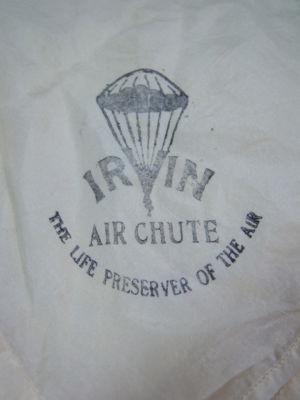 IRVIN
AIR CHUTE
THE LIFE PRESERVER OF THE AIR